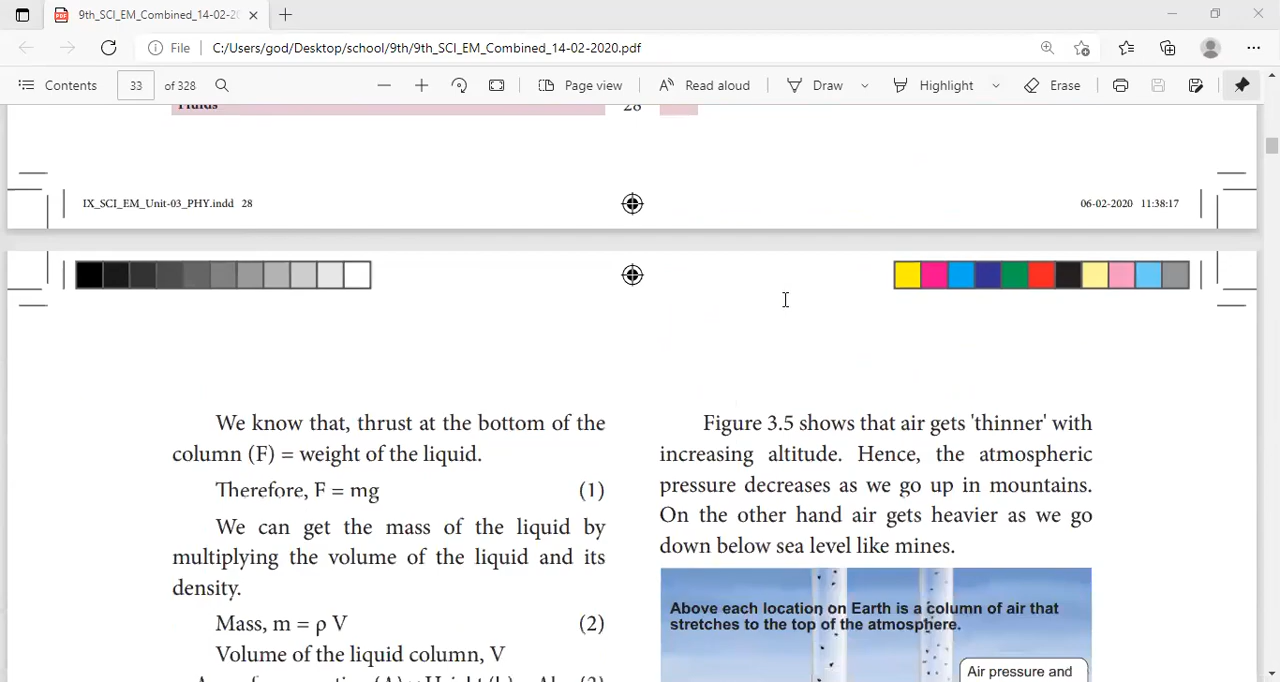 9th_SCI_EM_Combined_14-02-20
File C:/Users/god/Desktop/school/9th/9th_SCI_EM_Combined_14-02-2020.pdf
Contents 33 of 328 Page view Read aloud Draw Highlight Erase
Fluids 28
IX_SCI_EM_Unit-03_PHY.indd 28 06-02-2020 11:38:17
We know that, thrust at the bottom of the
column (F) = weight of the liquid.
Therefore, F = mg (1)
We can get the mass of the liquid by
multiplying the volume of the liquid and its
density.
Mass, m = ρ V (2)
Volume of the liquid column, V
Figure 3.5 shows that air gets 'thinner' with
increasing altitude. Hence, the atmospheric
pressure decreases as we go up in mountains.
On the other hand air gets heavier as we go
down below sea level like mines.
Above each location on Earth is a column of air that
stretches to the top of the atmosphere.
Air pressure and